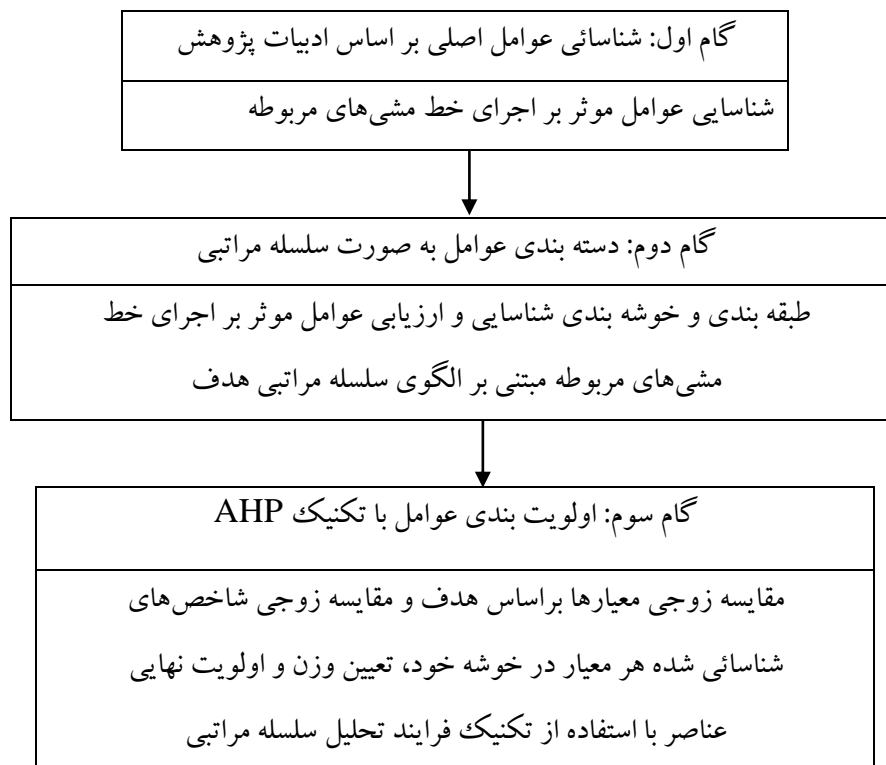 گام اول: شناسائی عوامل اصلی بر اساس ادبیات پژوهش
شناسایی عوامل موثر بر اجرای خط مشی‌های مربوطه
گام دوم: دسته بندی عوامل به صورت سلسله مراتبی
طبقه بندی و خوشه بندی شناسایی و ارزیابی عوامل موثر بر اجرای خط
مشی‌های مربوطه مبتنی بر الگوی سلسله مراتبی هدف
گام سوم: اولویت بندی عوامل با تکنیک AHP
مقایسه زوجی معیارها براساس هدف و مقایسه زوجی شاخص‌های
شناسائی شده هر معیار در خوشه خود، تعیین وزن و اولویت نهایی
عناصر با استفاده از تکنیک فرایند تحلیل سلسله مراتبی